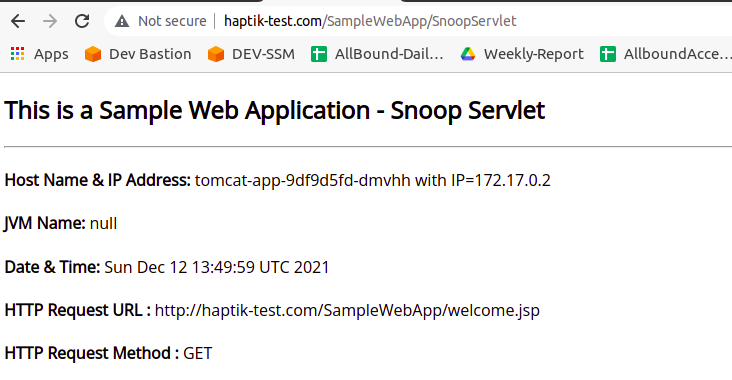 Not secure | haptik-test.com/SampleWebApp/SnoopServlet
Apps Dev Bastion DEV-SSM AllBound-Dail... Weekly-Report AllboundAcce...
This is a Sample Web Application - Snoop Servlet
Host Name & IP Address: tomcat-app-9df9d5fd-dmvhh with IP=172.17.0.2
JVM Name: null
Date & Time: Sun Dec 12 13:49:59 UTC 2021
HTTP Request URL : http://haptik-test.com/SampleWebApp/welcome.jsp
HTTP Request Method : GET